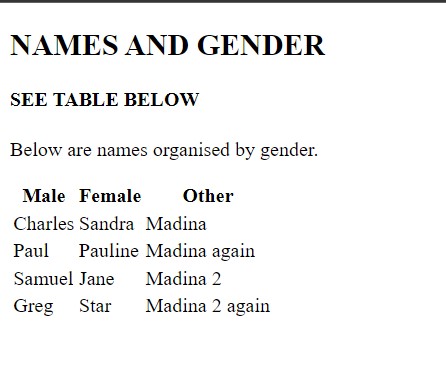 NAMES AND GENDER
SEE TABLE BELOW
Below are names organised by gender.
Male Female Other
Charles Sandra Madina
Paul Pauline Madina again
Samuel Jane Madina 2
Greg Star Madina 2 again